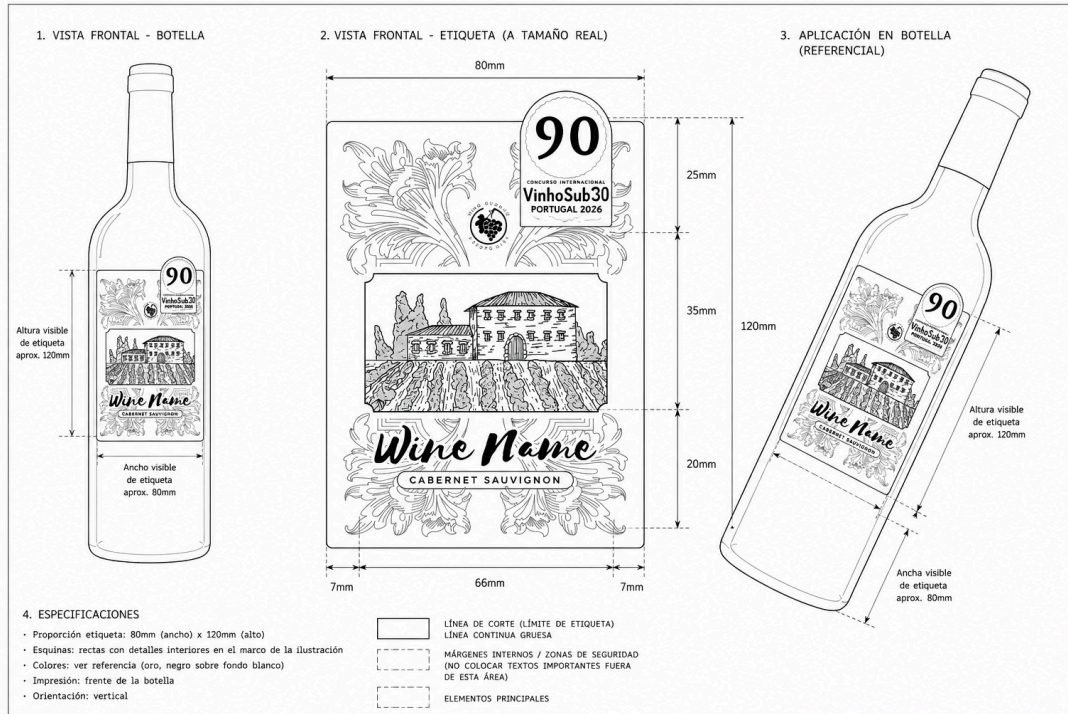 1. VISTA FRONTAL - BOTELLA
90
VinhoSub30
PORTUGAL 2026
Wine Name
CABERNET SAUVIGNON
Altura visible
de etiqueta
aprox. 120mm
Ancho visible
de etiqueta
aprox. 80mm
2. VISTA FRONTAL - ETIQUETA (A TAMAÑO REAL)
80mm
90
CONCURSO INTERNACIONAL
VinhoSub30
PORTUGAL 2026
Wine Name
CABERNET SAUVIGNON
25mm
35mm
20mm
120mm
7mm
66mm
7mm
3. APLICACIÓN EN BOTELLA
(REFERENCIAL)
90
VinhoSub30
PORTUGAL 2026
Wine Name
CABERNET SAUVIGNON
Altura visible
de etiqueta
aprox. 120mm
Ancha visible
de etiqueta
aprox. 80mm
4. ESPECIFICACIONES
· Proporción etiqueta: 80mm (ancho) x 120mm (alto)
· Esquinas: rectas con detalles interiores en el marco de la ilustración
· Colores: ver referencia (oro, negro sobre fondo blanco)
· Impresión: frente de la botella
· Orientación: vertical
LÍNEA DE CORTE (LÍMITE DE ETIQUETA)
LÍNEA CONTINUA GRUESA
MÁRGENES INTERNOS / ZONAS DE SEGURIDAD
(NO COLOCAR TEXTOS IMPORTANTES FUERA
DE ESTA ÁREA)
ELEMENTOS PRINCIPALES